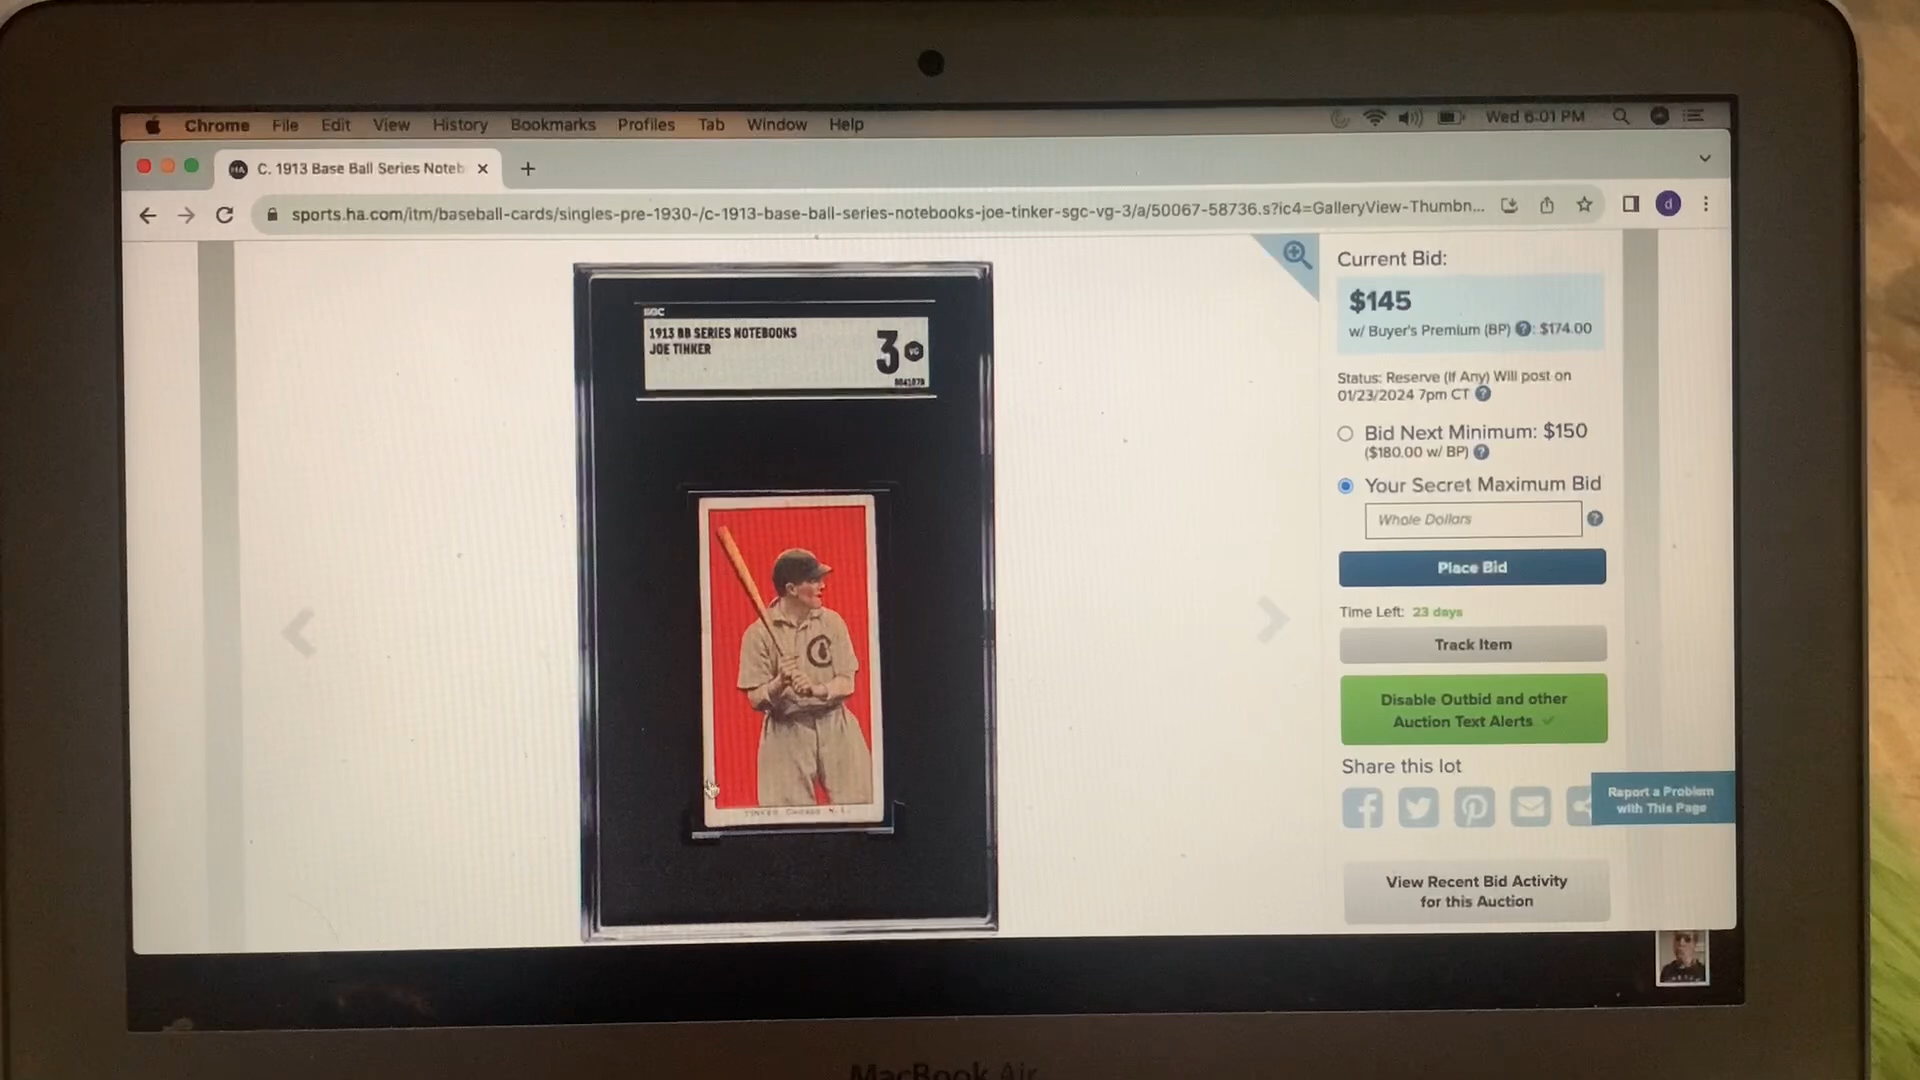 Chrome File Edit View History Bookmarks Profiles Tab Window Help Wed 6:01 PM
HA C. 1913 Base Ball Series Noteb
sports.ha.com/itm/baseball-cards/singles-pre-1930-/c-1913-base-ball-series-notebooks-joe-tinker-sgc-vg-3/a/50067-58736.s?ic4=GalleryView-Thumbn... d
SGC
1913 BB SERIES NOTEBOOKS
JOE TINKER
3 VG
C
TINKER, CHICAGO N. L.
Current Bid:
$145
w/ Buyer's Premium (BP) ?: $174.00
Status: Reserve (If Any) Will post on
01/23/2024 7pm CT ?
Bid Next Minimum: $150
($180.00 w/ BP) ?
Your Secret Maximum Bid
Whole Dollars ?
Place Bid
Time Left: 23 days
Track Item
Disable Outbid and other
Auction Text Alerts
Share this lot
Report a Problem
with This Page
View Recent Bid Activity
for this Auction
MacBook Air